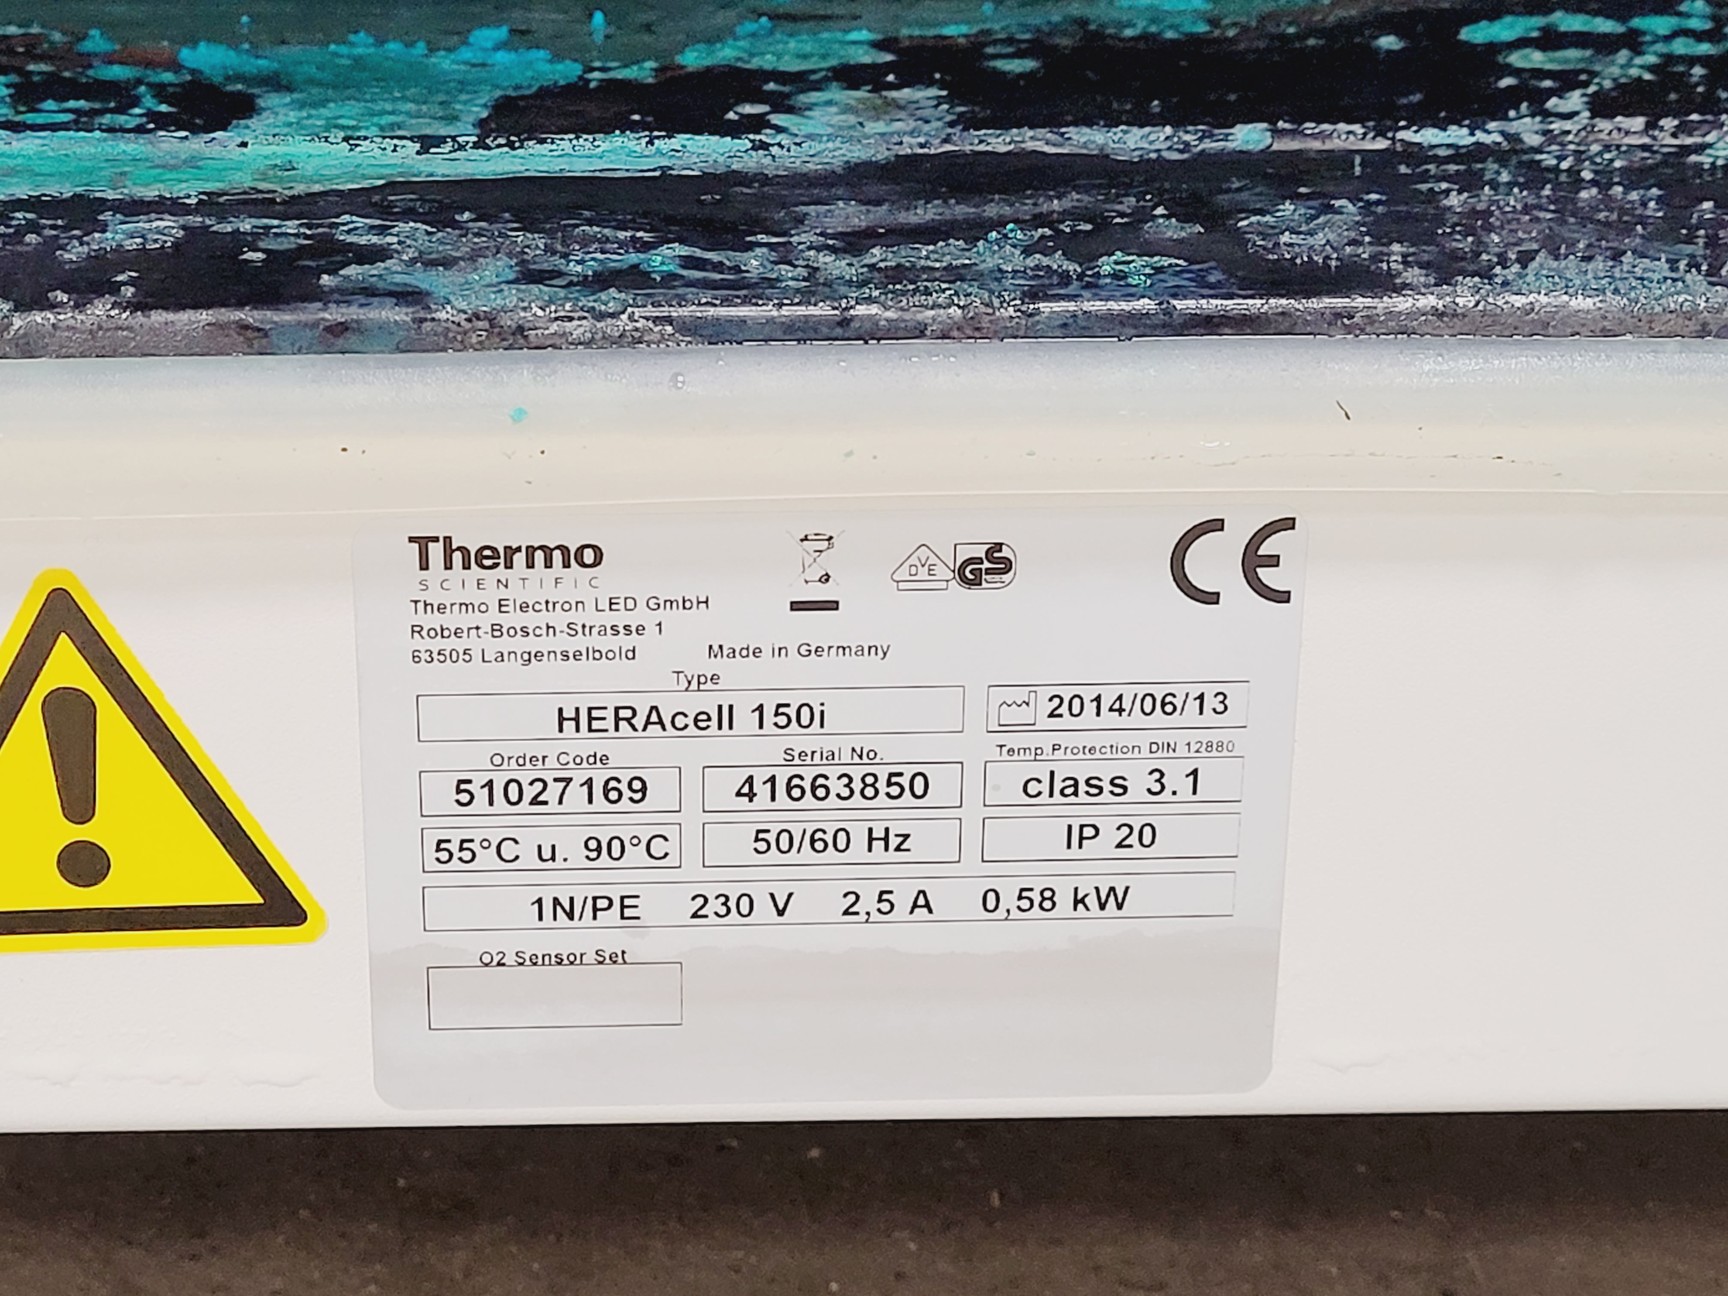 Thermo
SCIENTIFIC
Thermo Electron LED GmbH
Robert-Bosch-Strasse 1
63505 Langenselbold
Made in Germany
DVE
GS
CE
Type
HERAcell 150i
2014/06/13
Order Code
Serial No.
Temp.Protection DIN 12880
51027169
41663850
class 3.1
55°C u. 90°C
50/60 Hz
IP 20
1N/PE 230 V 2,5 A 0,58 kW
O2 Sensor Set